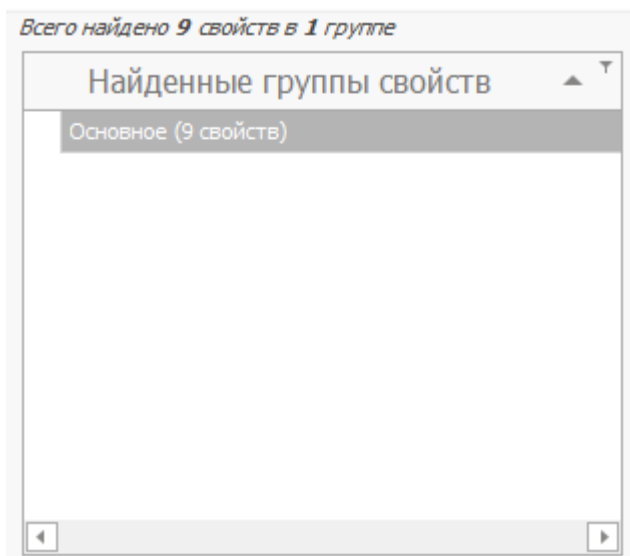 Всего найдено 9 свойств в 1 группе
Найденные группы свойств
Основное (9 свойств)